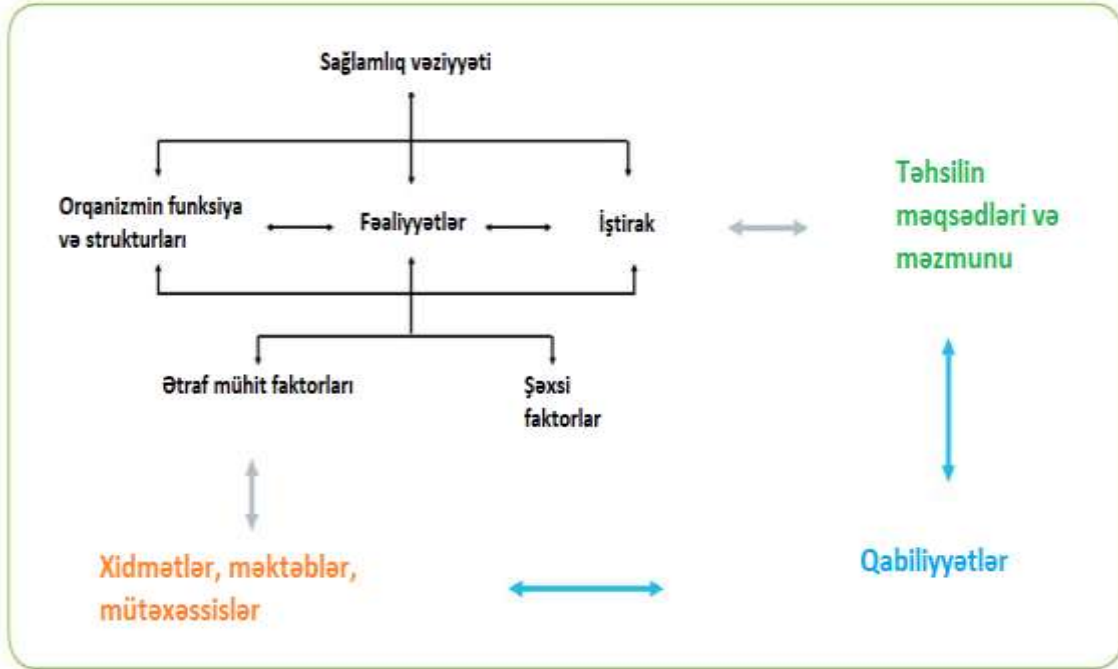 Sağlamlıq vəziyyəti
Orqanizmin funksiya
və strukturları
Fəaliyyətlər
İştirak
Təhsilin
məqsədləri və
məzmunu
Ətraf mühit faktorları
Şəxsi
faktorlar
Xidmətlər, məktəblər,
mütəxəssislər
Qabiliyyətlər